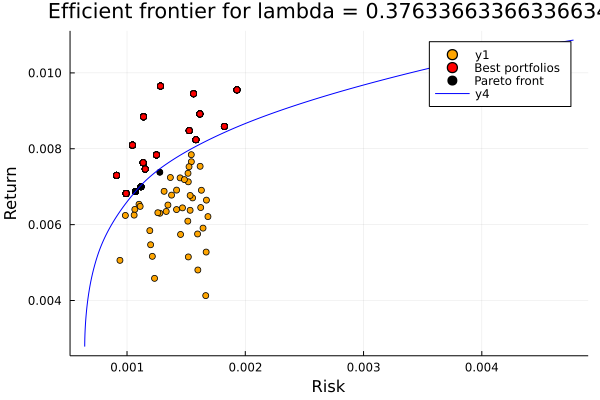 Efficient frontier for lambda = 0.3763366336633663
y1
Best portfolios
Pareto front
y4
0.010
0.008
0.006
0.004
Return
0.001
0.002
0.003
0.004
Risk